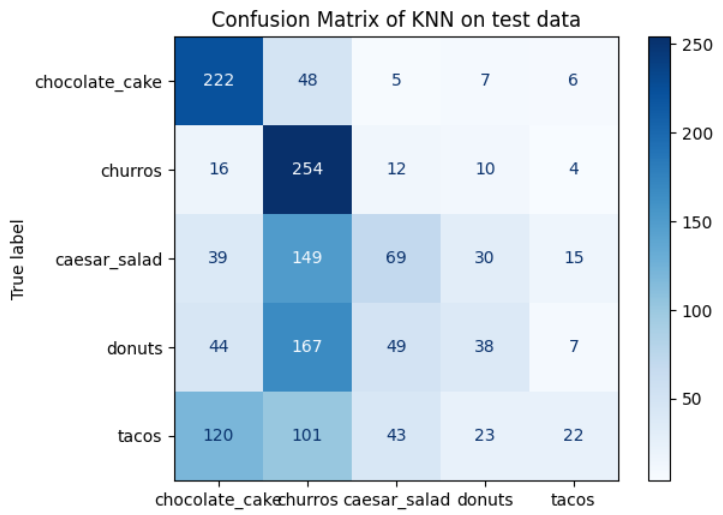 Confusion Matrix of KNN on test data
chocolate_cake 222 48 5 7 6
churros 16 254 12 10 4
caesar_salad 39 149 69 30 15
donuts 44 167 49 38 7
tacos 120 101 43 23 22
chocolate_cake churros caesar_salad donuts tacos
True label
250
200
150
100
50